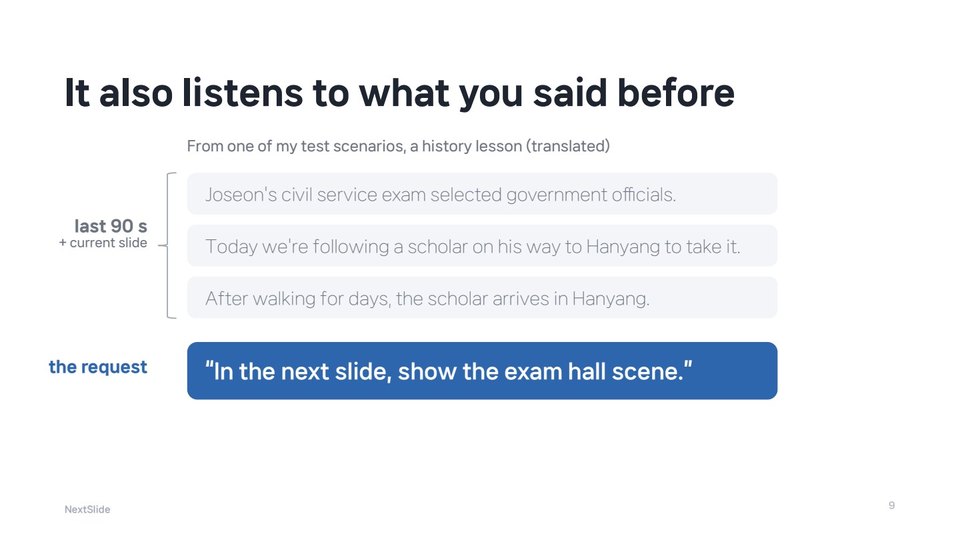 It also listens to what you said before
From one of my test scenarios, a history lesson (translated)
last 90 s
+ current slide
Joseon's civil service exam selected government officials.
Today we're following a scholar on his way to Hanyang to take it.
After walking for days, the scholar arrives in Hanyang.
the request
“In the next slide, show the exam hall scene.”
NextSlide
9